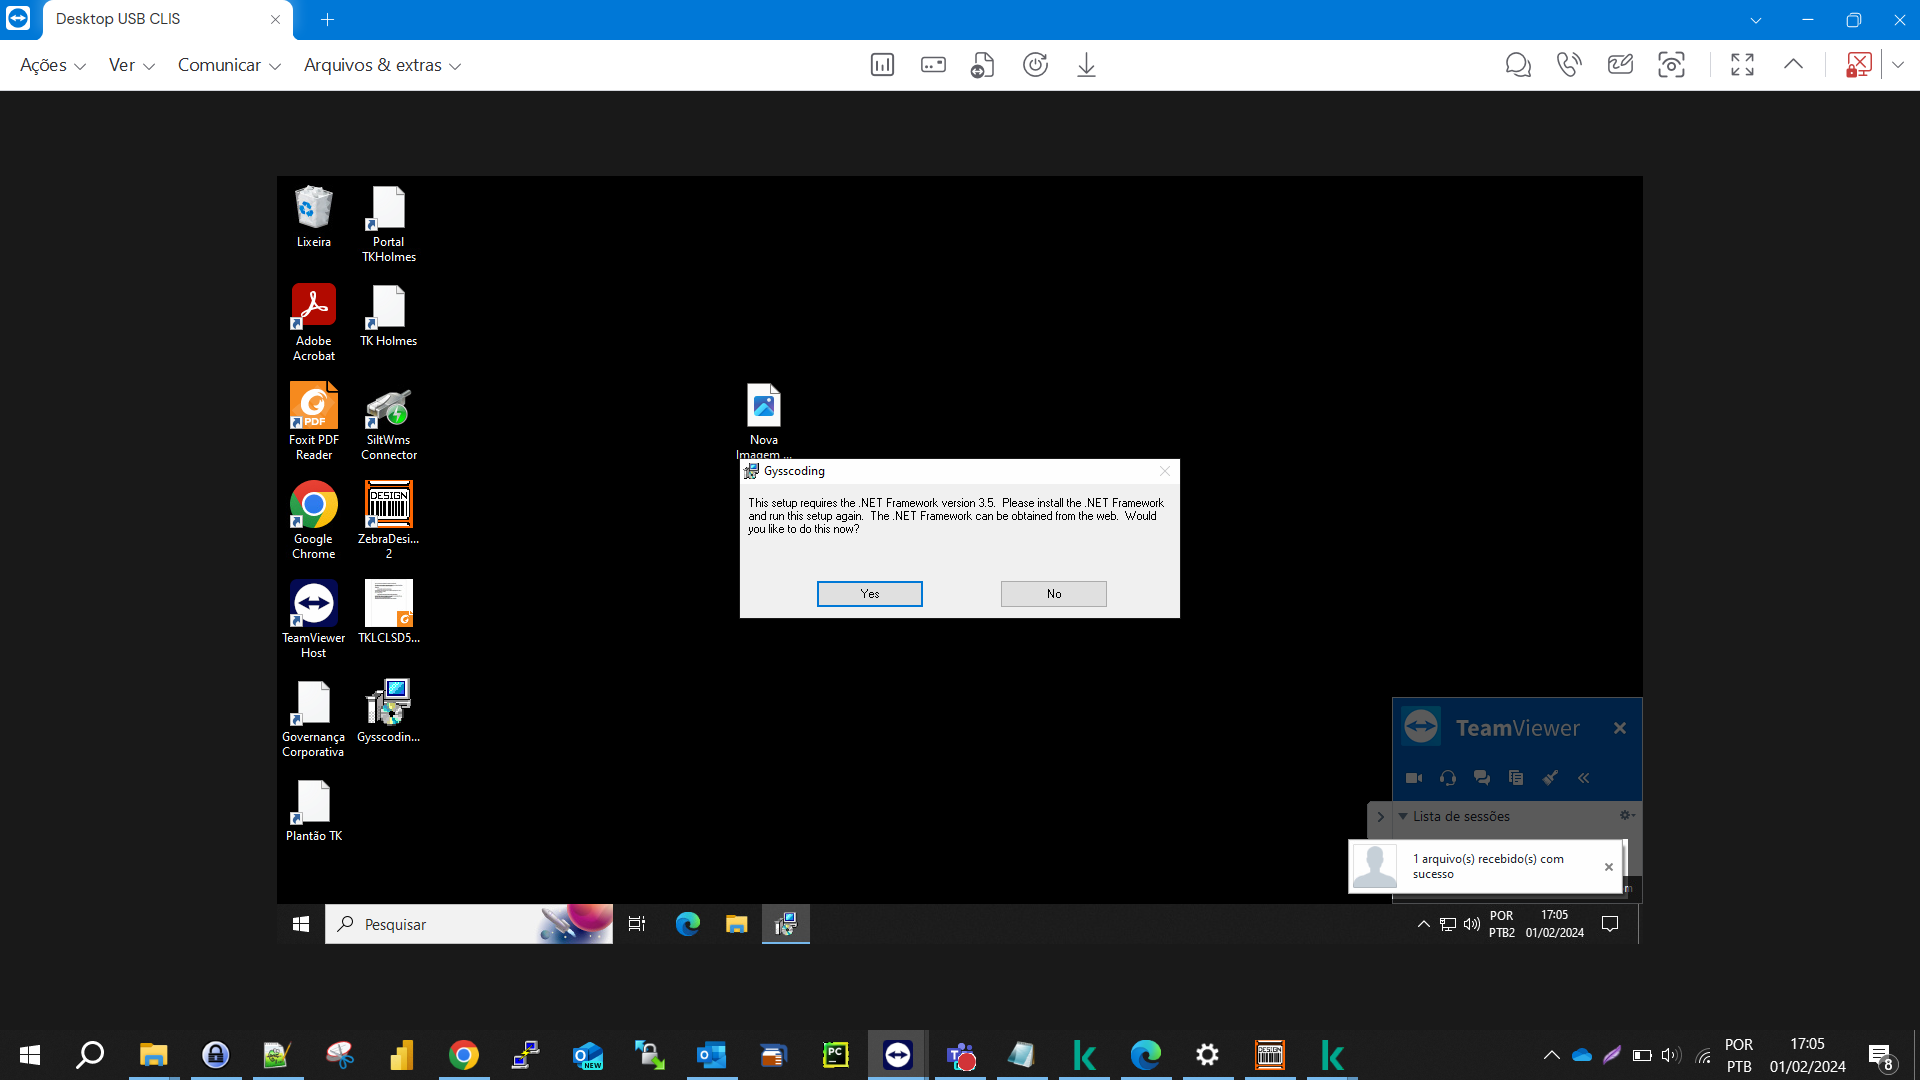 Desktop USB CLIS
Ações
Ver
Comunicar
Arquivos & extras
Lixeira
Portal
TKHolmes
Adobe
Acrobat
TK Holmes
Foxit PDF
Reader
SiltWms
Connector
Nova
Imagem ...
Google
Chrome
ZebraDesi...
2
DESIGN
PDF
TeamViewer
Host
TKLCLSD5...
Governança
Corporativa
Gysscodin...
Plantão TK
Gysscoding
This setup requires the .NET Framework version 3.5. Please install the .NET Framework
and run this setup again. The .NET Framework can be obtained from the web. Would
you like to do this now?
Yes
No
TeamViewer
Lista de sessões
1 arquivo(s) recebido(s) com
sucesso
m
Pesquisar
POR
PTB2
17:05
01/02/2024
NEW
PC
DESIGN
POR
PTB
17:05
01/02/2024
8